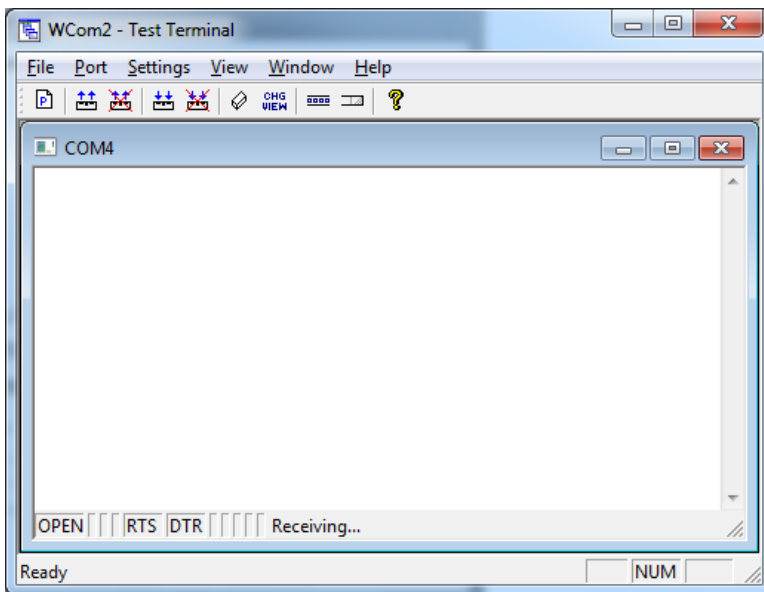 WCom2 - Test Terminal
File Port Settings View Window Help
P CHG VIEW ?
COM4
OPEN RTS DTR Receiving...
Ready NUM